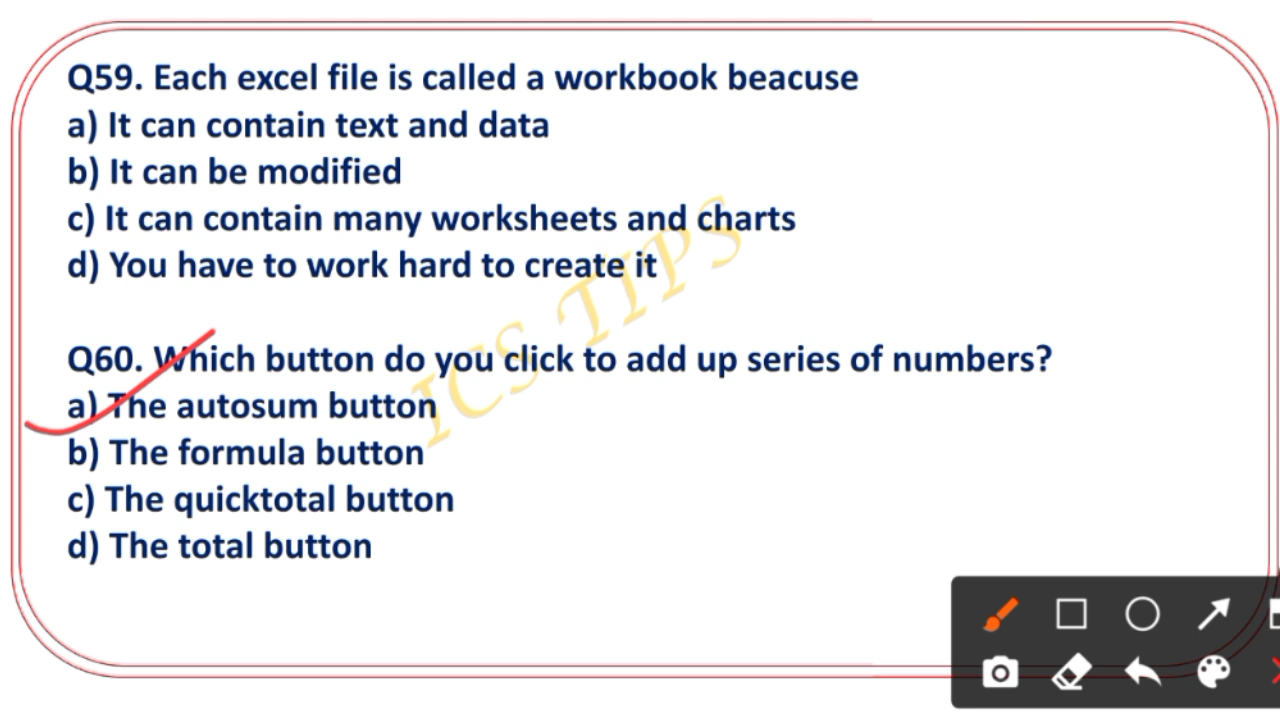 Q59. Each excel file is called a workbook beacuse
a) It can contain text and data
b) It can be modified
c) It can contain many worksheets and charts
d) You have to work hard to create it
ICS TIPS
Q60. Which button do you click to add up series of numbers?
a) The autosum button
b) The formula button
c) The quicktotal button
d) The total button